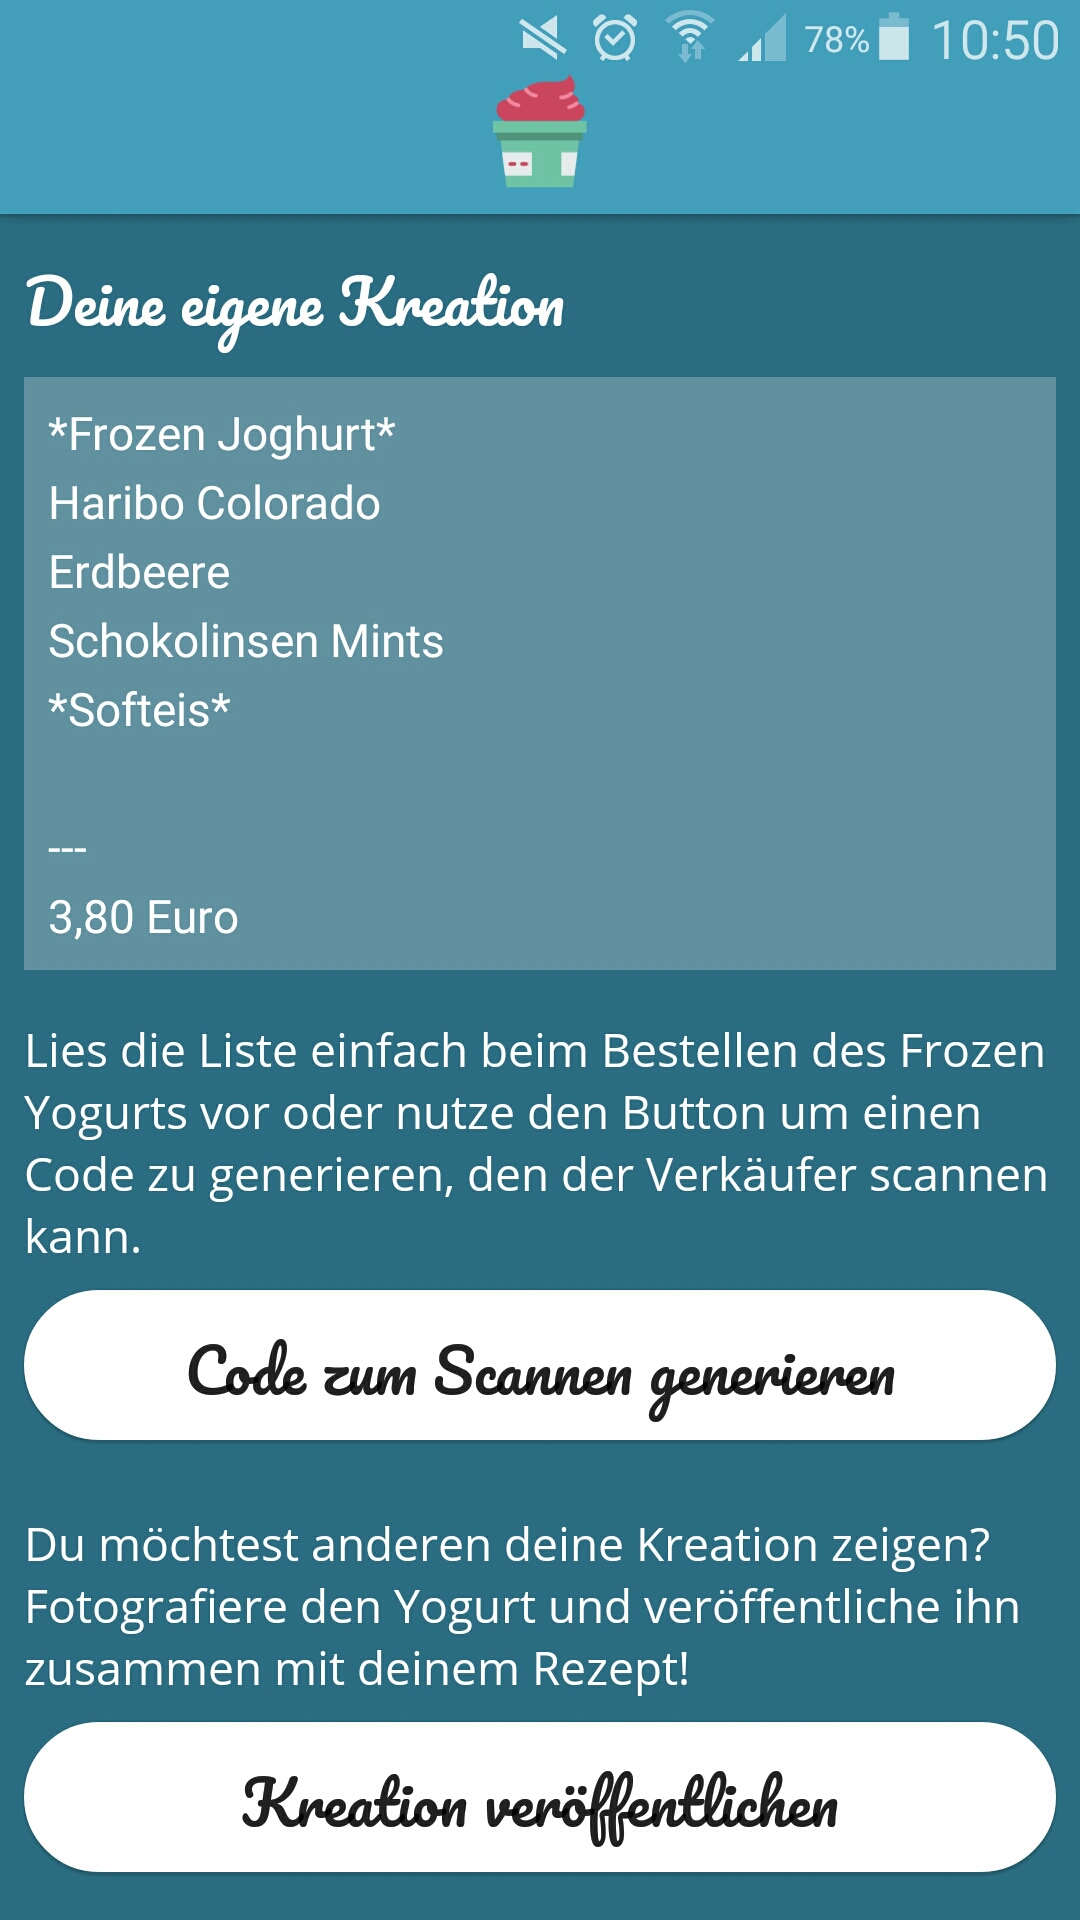 78% 10:50
Deine eigene Kreation
*Frozen Joghurt*
Haribo Colorado
Erdbeere
Schokolinsen Mints
*Softeis*
---
3,80 Euro
Lies die Liste einfach beim Bestellen des Frozen
Yogurts vor oder nutze den Button um einen
Code zu generieren, den der Verkäufer scannen
kann.
Code zum Scannen generieren
Du möchtest anderen deine Kreation zeigen?
Fotografiere den Yogurt und veröffentliche ihn
zusammen mit deinem Rezept!
Kreation veröffentlichen